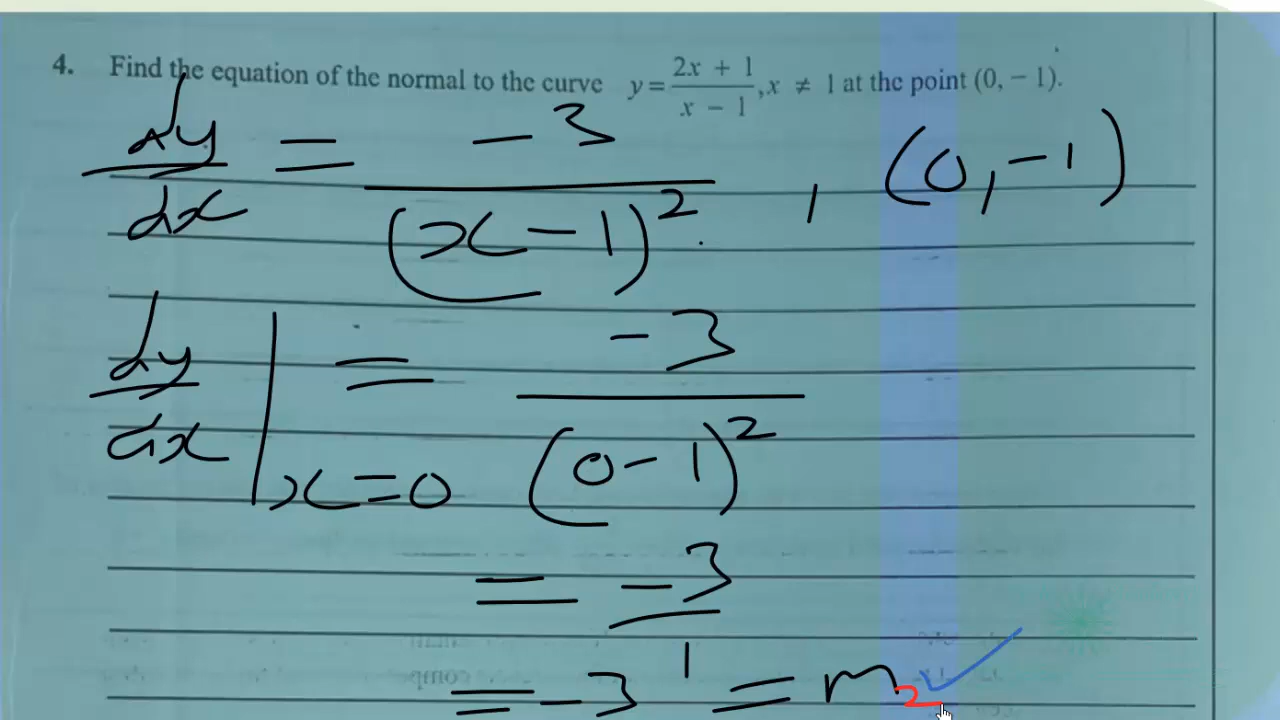 4. Find the equation of the normal to the curve y = (2x + 1)/(x - 1), x ≠ 1 at the point (0, - 1).
dy/dx = -3/(x - 1)² , (0, -1)
dy/dx | x=0 = -3/(0 - 1)²
= -3
= -3 ' = m₂